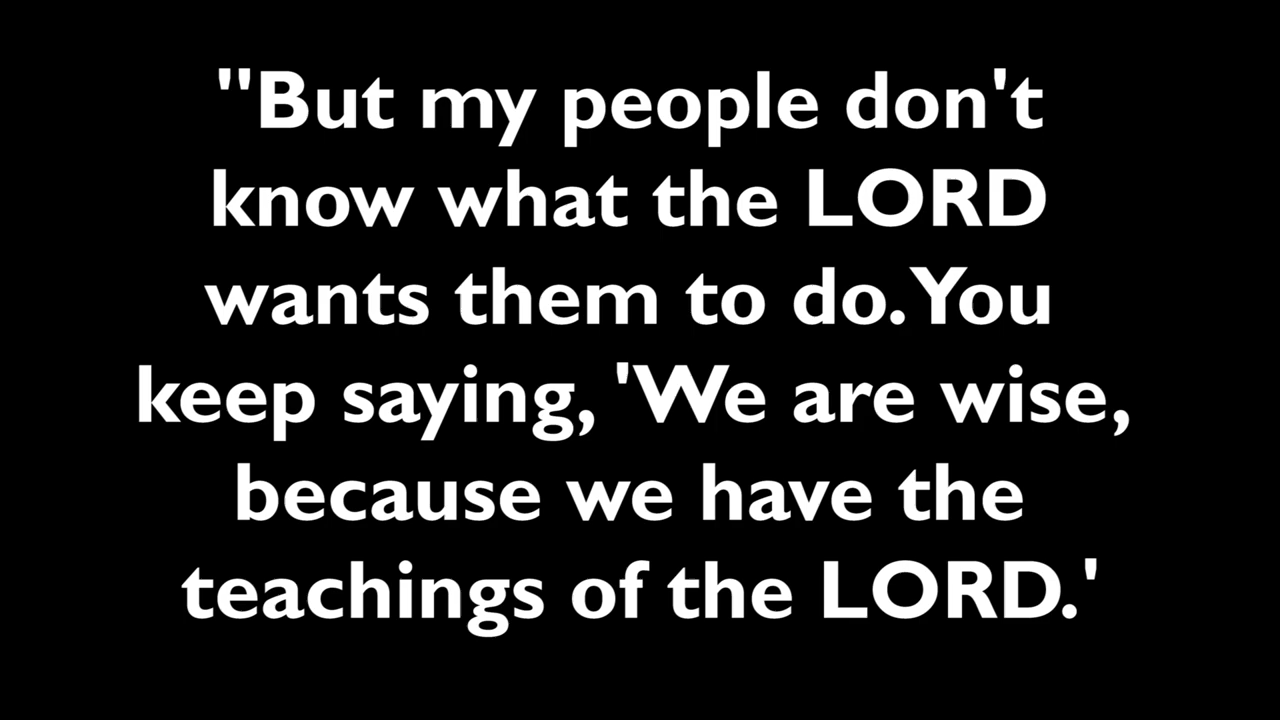 "But my people don't
know what the LORD
wants them to do. You
keep saying, 'We are wise,
because we have the
teachings of the LORD.'